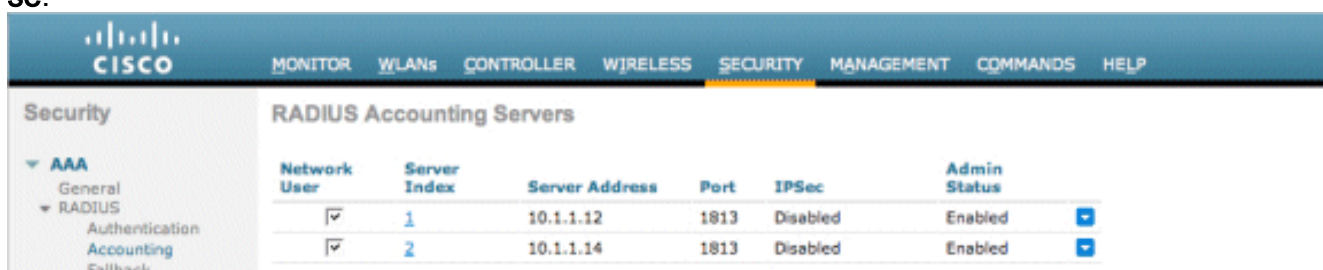 sc.
CISCO
MONITOR WLANs CONTROLLER WIRELESS SECURITY MANAGEMENT COMMANDS HELP
Security
AAA
General
RADIUS
Authentication
Accounting
Fallback
RADIUS Accounting Servers
Network User Server Index Server Address Port IPSec Admin Status
1 10.1.1.12 1813 Disabled Enabled
2 10.1.1.14 1813 Disabled Enabled